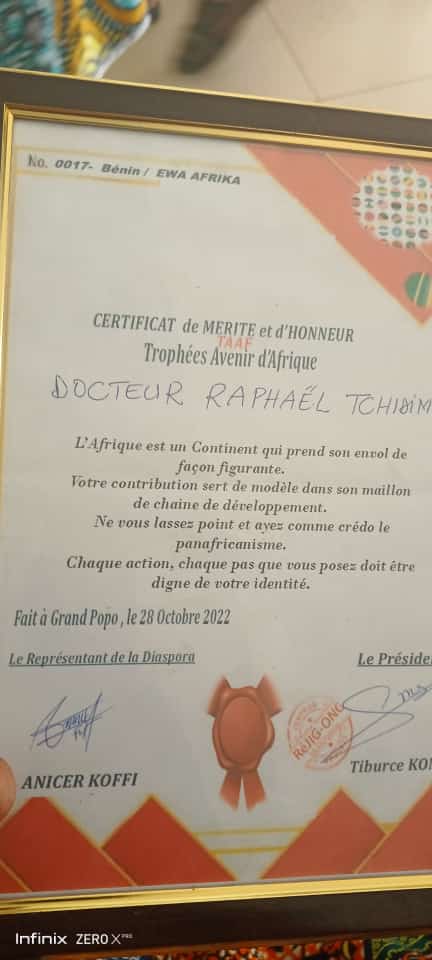 No. 0017- Bénin / EWA AFRIKA
CERTIFICAT de MERITE et d'HONNEUR
TAAF
Trophées Avenir d'Afrique
DOCTEUR RAPHAËL
L'Afrique est un Continent qui prend son envol de
façon figurante.
Votre contribution sert de modèle dans son maillon
de chaine de développement.
Ne vous lassez point et ayez comme crédo le
panafricanisme.
Chaque action, chaque pas que vous posez doit être
digne de votre identité.
Fait à Grand Popo, le 28 Octobre 2022
Le Représentant de la Diaspora
Le
ANICER KOFFI
Tiburce
Infinix ZERO X PRO